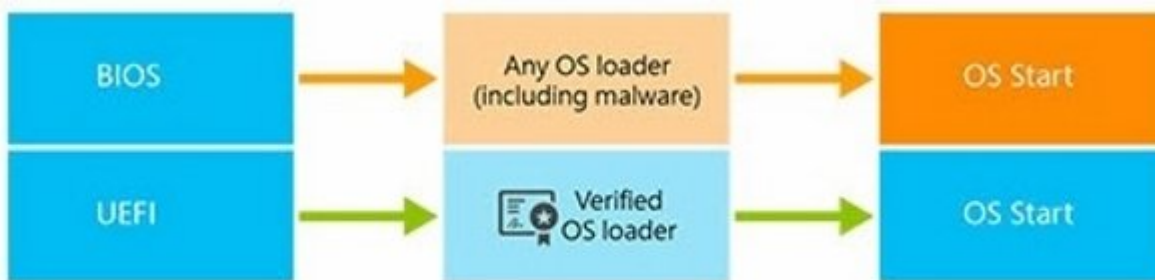 BIOS
Any OS loader
(including malware)
OS Start
UEFI
Verified
OS loader
OS Start